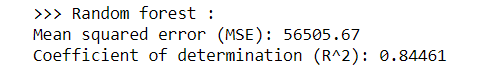 >>> Random forest :
Mean squared error (MSE): 56505.67
Coefficient of determination (R^2): 0.84461